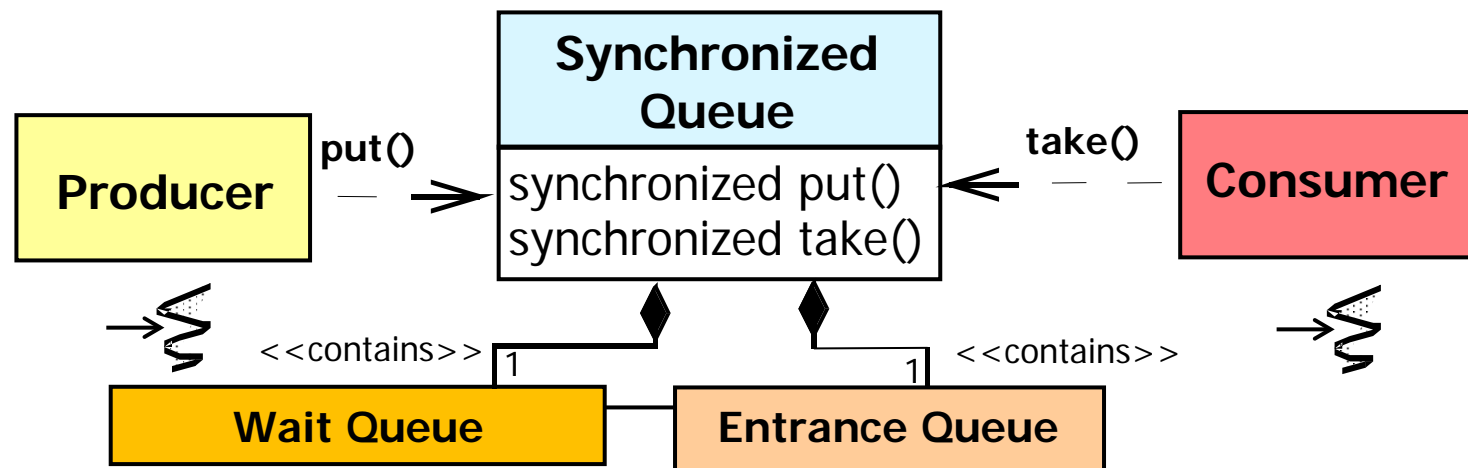 Synchronized
Queue
Producer
put()
synchronized put()
synchronized take()
take()
Consumer
<<contains>>
1
1
<<contains>>
Wait Queue
Entrance Queue